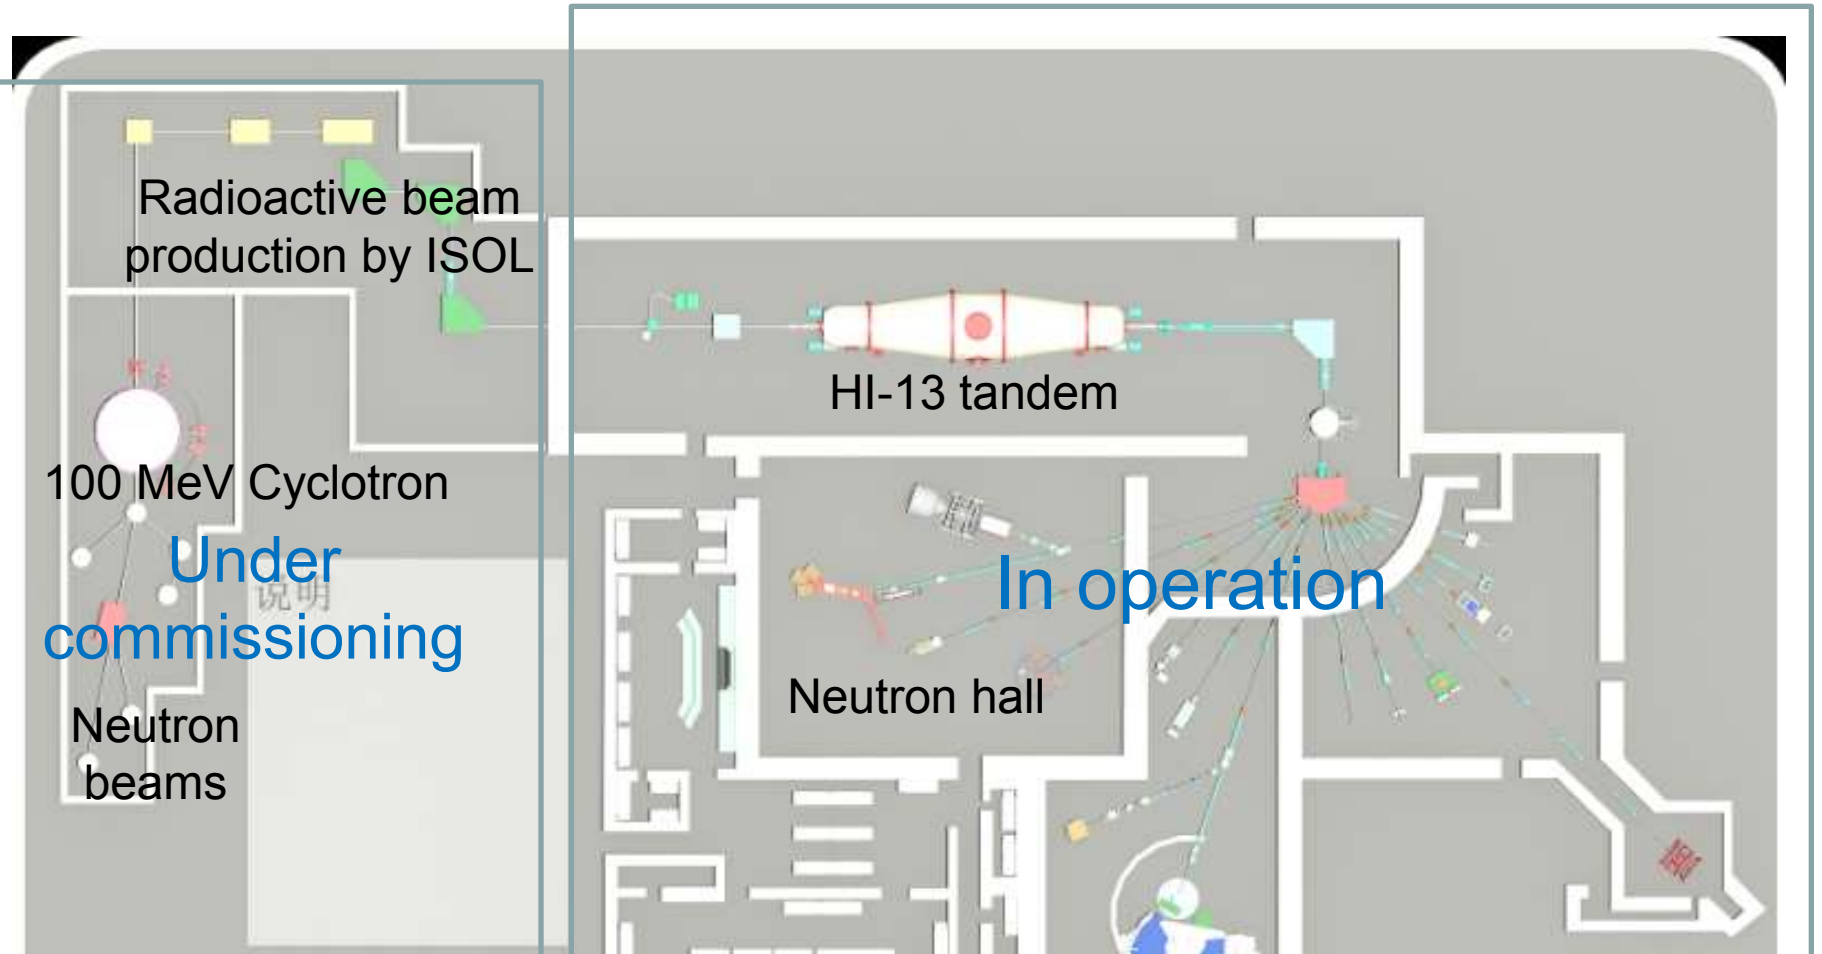 Radioactive beam
production by ISOL
HI-13 tandem
100 MeV Cyclotron
Under
commissioning
说明
In operation
Neutron hall
Neutron
beams